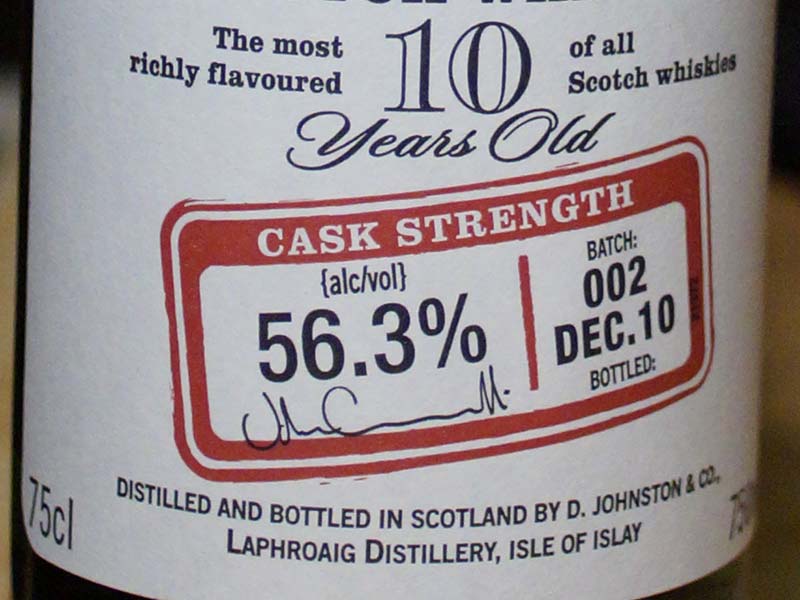 The most
richly flavoured
10
of all
Scotch whiskies
Years Old
CASK STRENGTH
{alc/vol}
56.3%
BATCH:
002
DEC.10
BOTTLED:
75cl
DISTILLED AND BOTTLED IN SCOTLAND BY D. JOHNSTON & CO.,
LAPHROAIG DISTILLERY, ISLE OF ISLAY